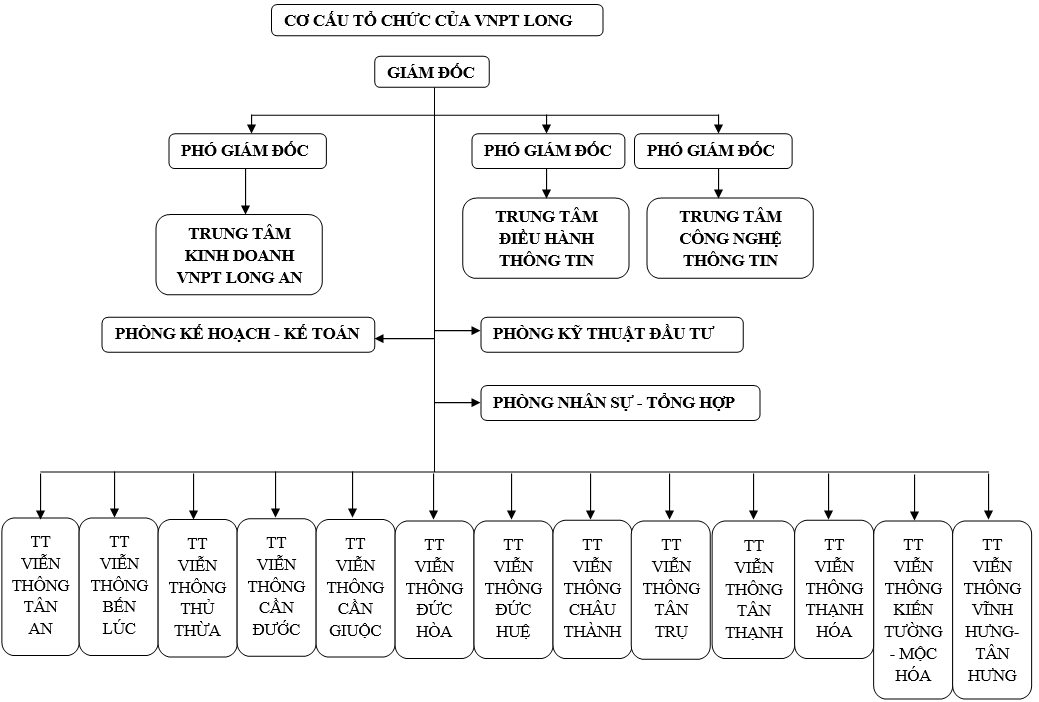 CƠ CẤU TỔ CHỨC CỦA VNPT LONG
GIÁM ĐỐC
PHÓ GIÁM ĐỐC
PHÓ GIÁM ĐỐC
PHÓ GIÁM ĐỐC
TRUNG TÂM
KINH DOANH
VNPT LONG AN
TRUNG TÂM
ĐIỀU HÀNH
THÔNG TIN
TRUNG TÂM
CÔNG NGHỆ
THÔNG TIN
PHÒNG KẾ HOẠCH - KẾ TOÁN
PHÒNG KỸ THUẬT ĐẦU TƯ
PHÒNG NHÂN SỰ - TỔNG HỢP
TT
VIỄN
THÔNG
TÂN
AN
TT
VIỄN
THÔNG
BẾN
LÚC
TT
VIỄN
THÔNG
THỦ
THỪA
TT
VIỄN
THÔNG
CẦN
ĐƯỚC
TT
VIỄN
THÔNG
CẦN
GIUỘC
TT
VIỄN
THÔNG
ĐỨC
HÒA
TT
VIỄN
THÔNG
ĐỨC
HUỆ
TT
VIỄN
THÔNG
CHÂU
THÀNH
TT
VIỄN
THÔNG
TÂN
TRỤ
TT
VIỄN
THÔNG
TÂN
THẠNH
TT
VIỄN
THÔNG
THẠNH
HÓA
TT
VIỄN
THÔNG
KIẾN
TƯỜNG
- MỘC
HÓA
TT
VIỄN
THÔNG
VĨNH
HƯNG-
TÂN
HƯNG